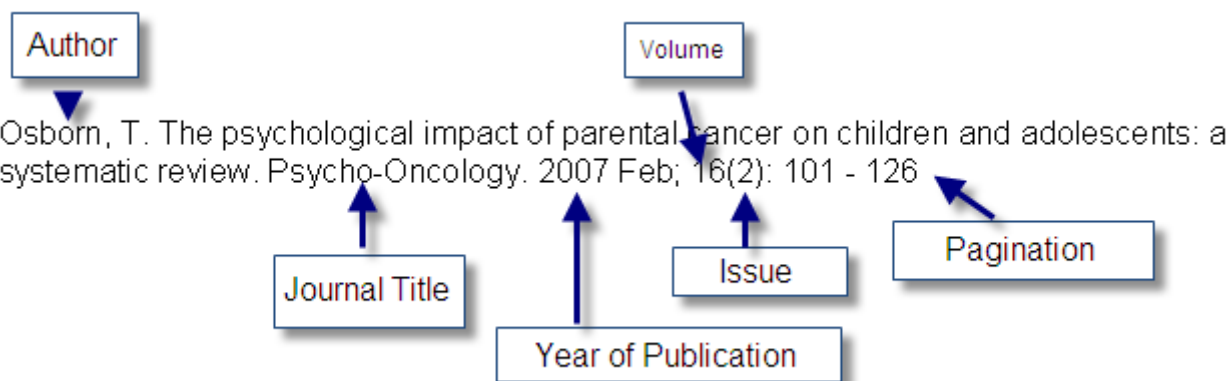 Author
Volume
Osborn, T. The psychological impact of parental cancer on children and adolescents: a
systematic review. Psycho-Oncology. 2007 Feb; 16(2): 101 - 126
Pagination
Issue
Journal Title
Year of Publication